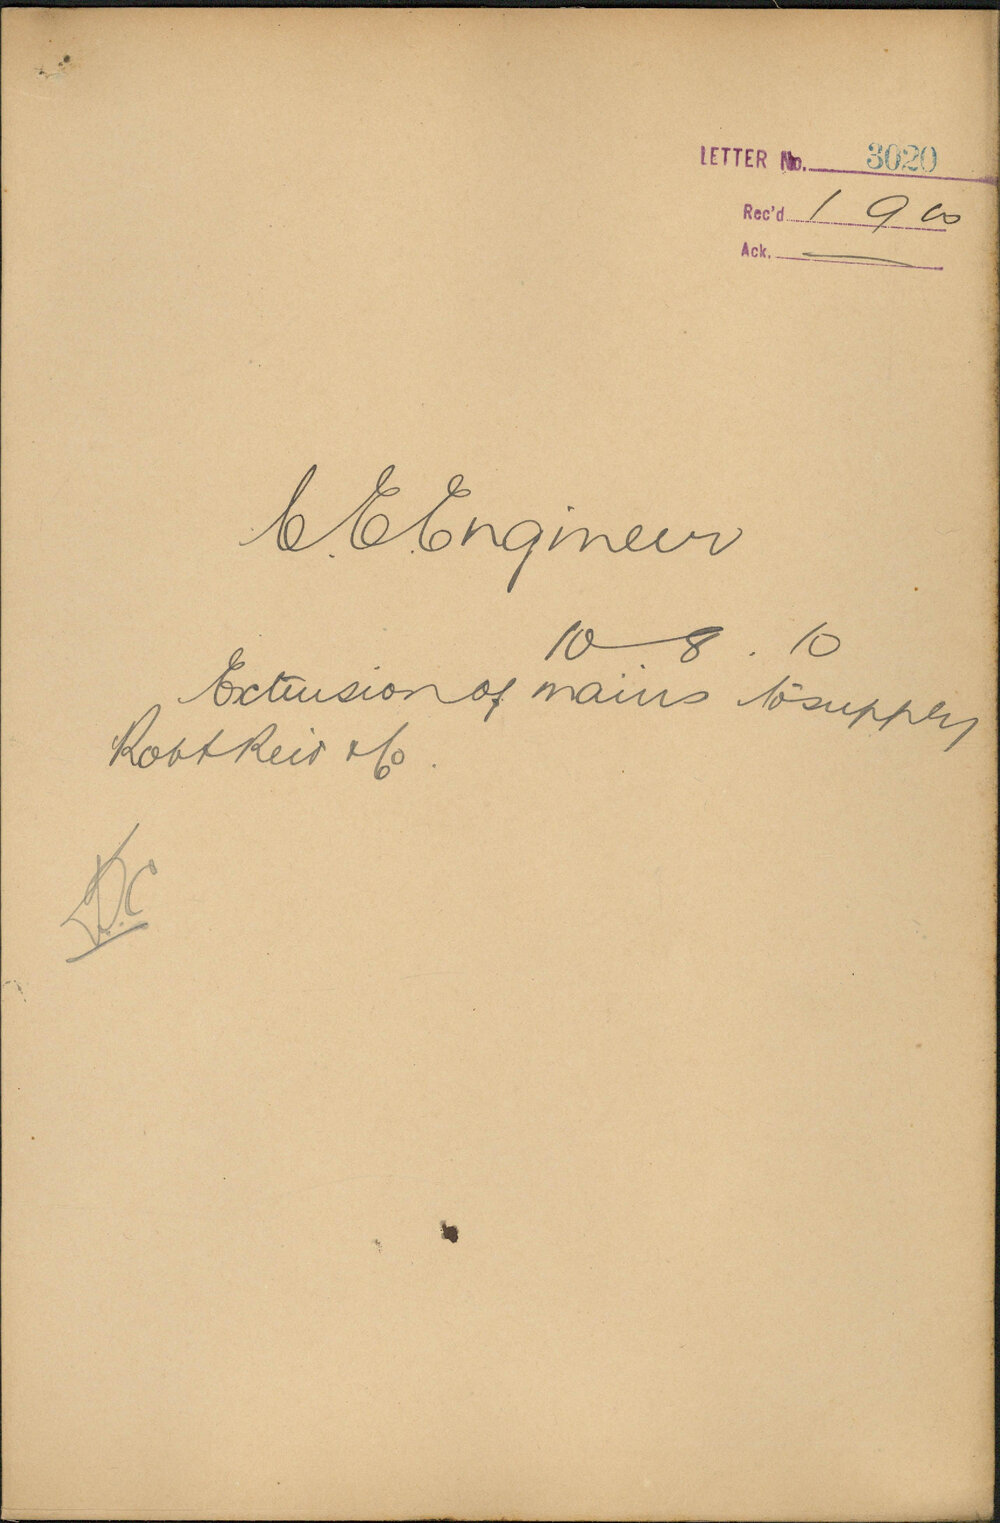 LETTER No. 3020
Rec'd 1 9 10
Ack.
C.E.Engineer
10 - 8 . 10
Extension of mains to supply
Robt Reid & Co.